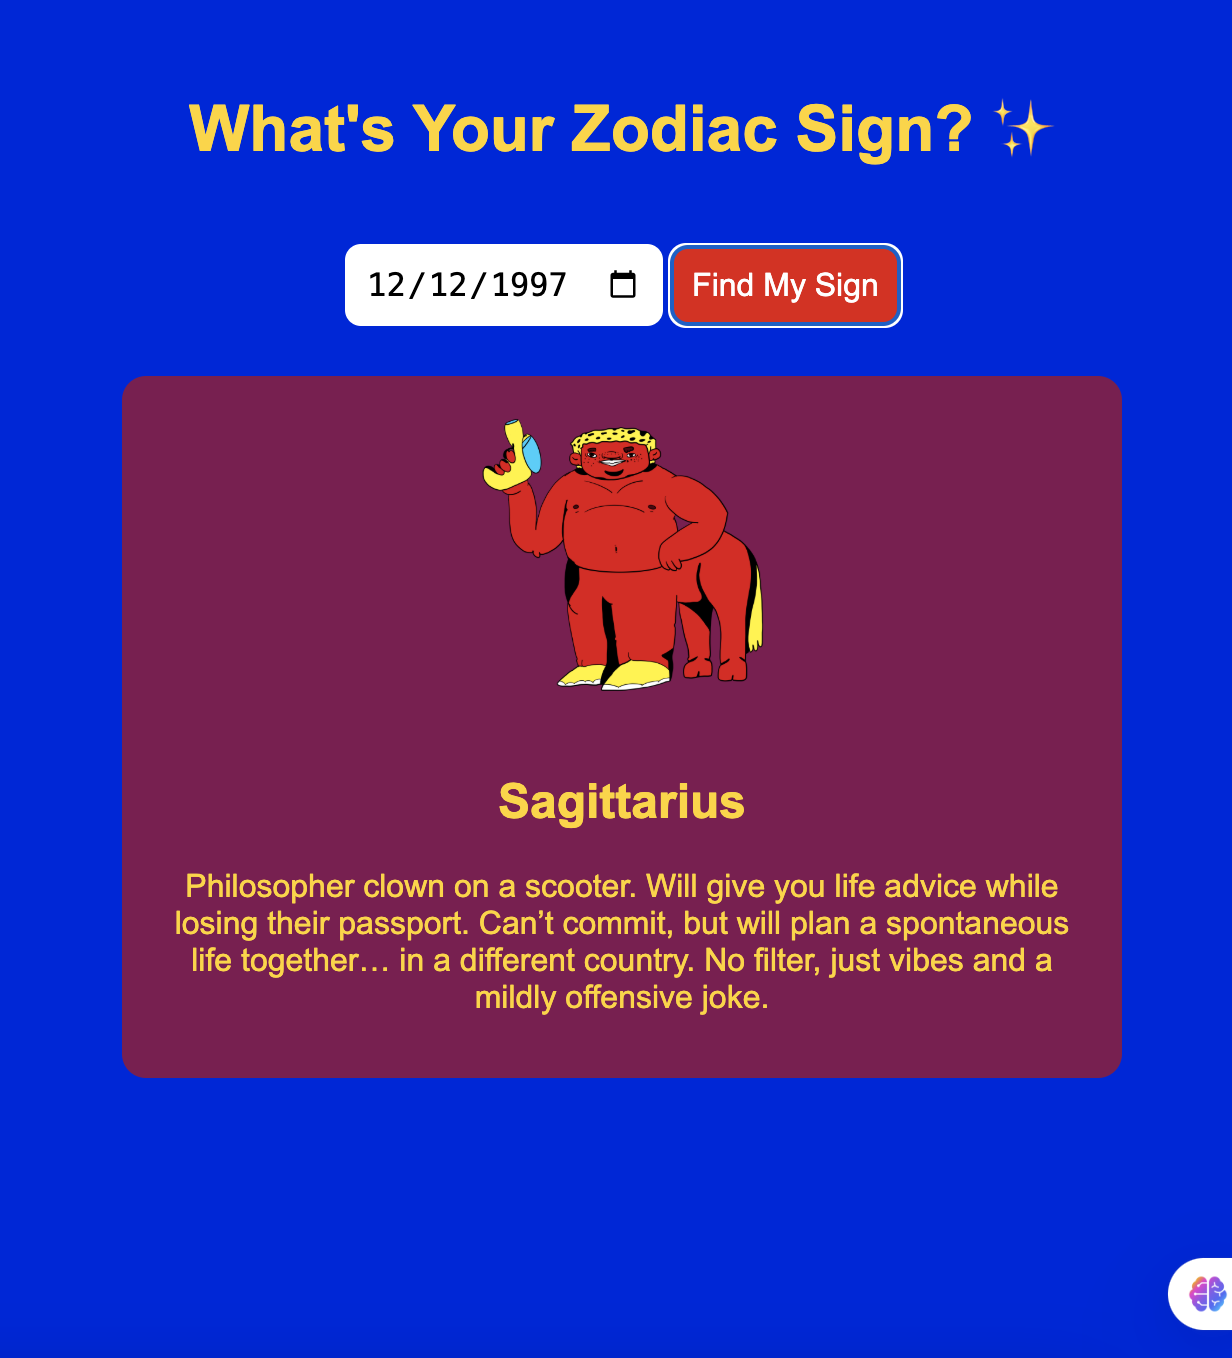 What's Your Zodiac Sign? ✨
12/12/1997
Find My Sign
Sagittarius
Philosopher clown on a scooter. Will give you life advice while
losing their passport. Can’t commit, but will plan a spontaneous
life together… in a different country. No filter, just vibes and a
mildly offensive joke.